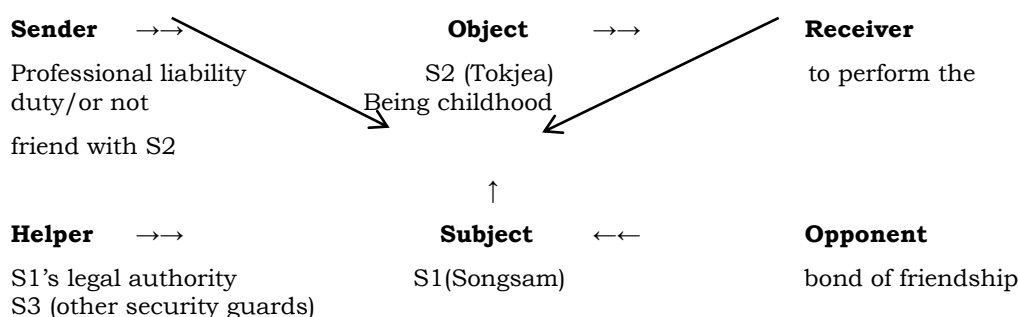 Sender →→ Object →→ Receiver
Professional liability S2 (Tokjea) to perform the
duty/or not Being childhood
friend with S2
↑
Helper →→ Subject ←← Opponent
S1's legal authority S1(Songsam) bond of friendship
S3 (other security guards)